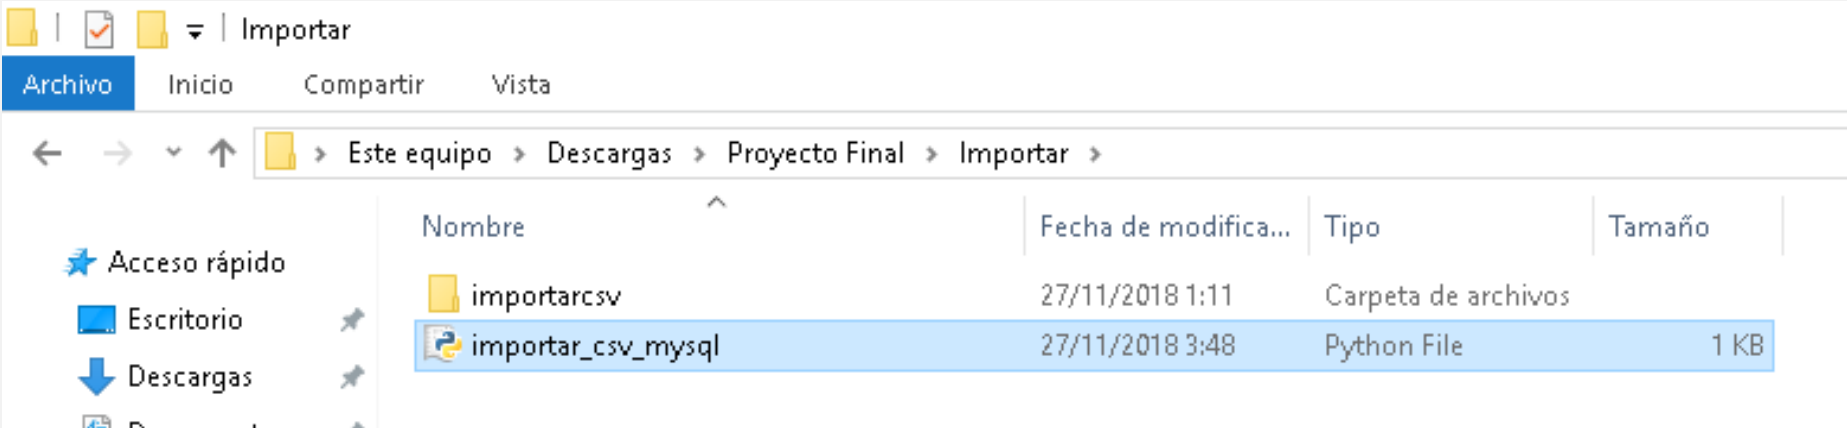 Importar
Archivo Inicio Compartir Vista
Este equipo > Descargas > Proyecto Final > Importar >
Nombre Fecha de modifica... Tipo Tamaño
Acceso rápido
importarcsv 27/11/2018 1:11 Carpeta de archivos
Escritorio
importar_csv_mysql 27/11/2018 3:48 Python File 1 KB
Descargas